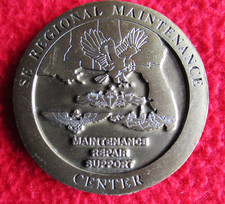 SE REGIONAL MAINTENANCE
MAINTENANCE
REPAIR
SUPPORT
CENTER